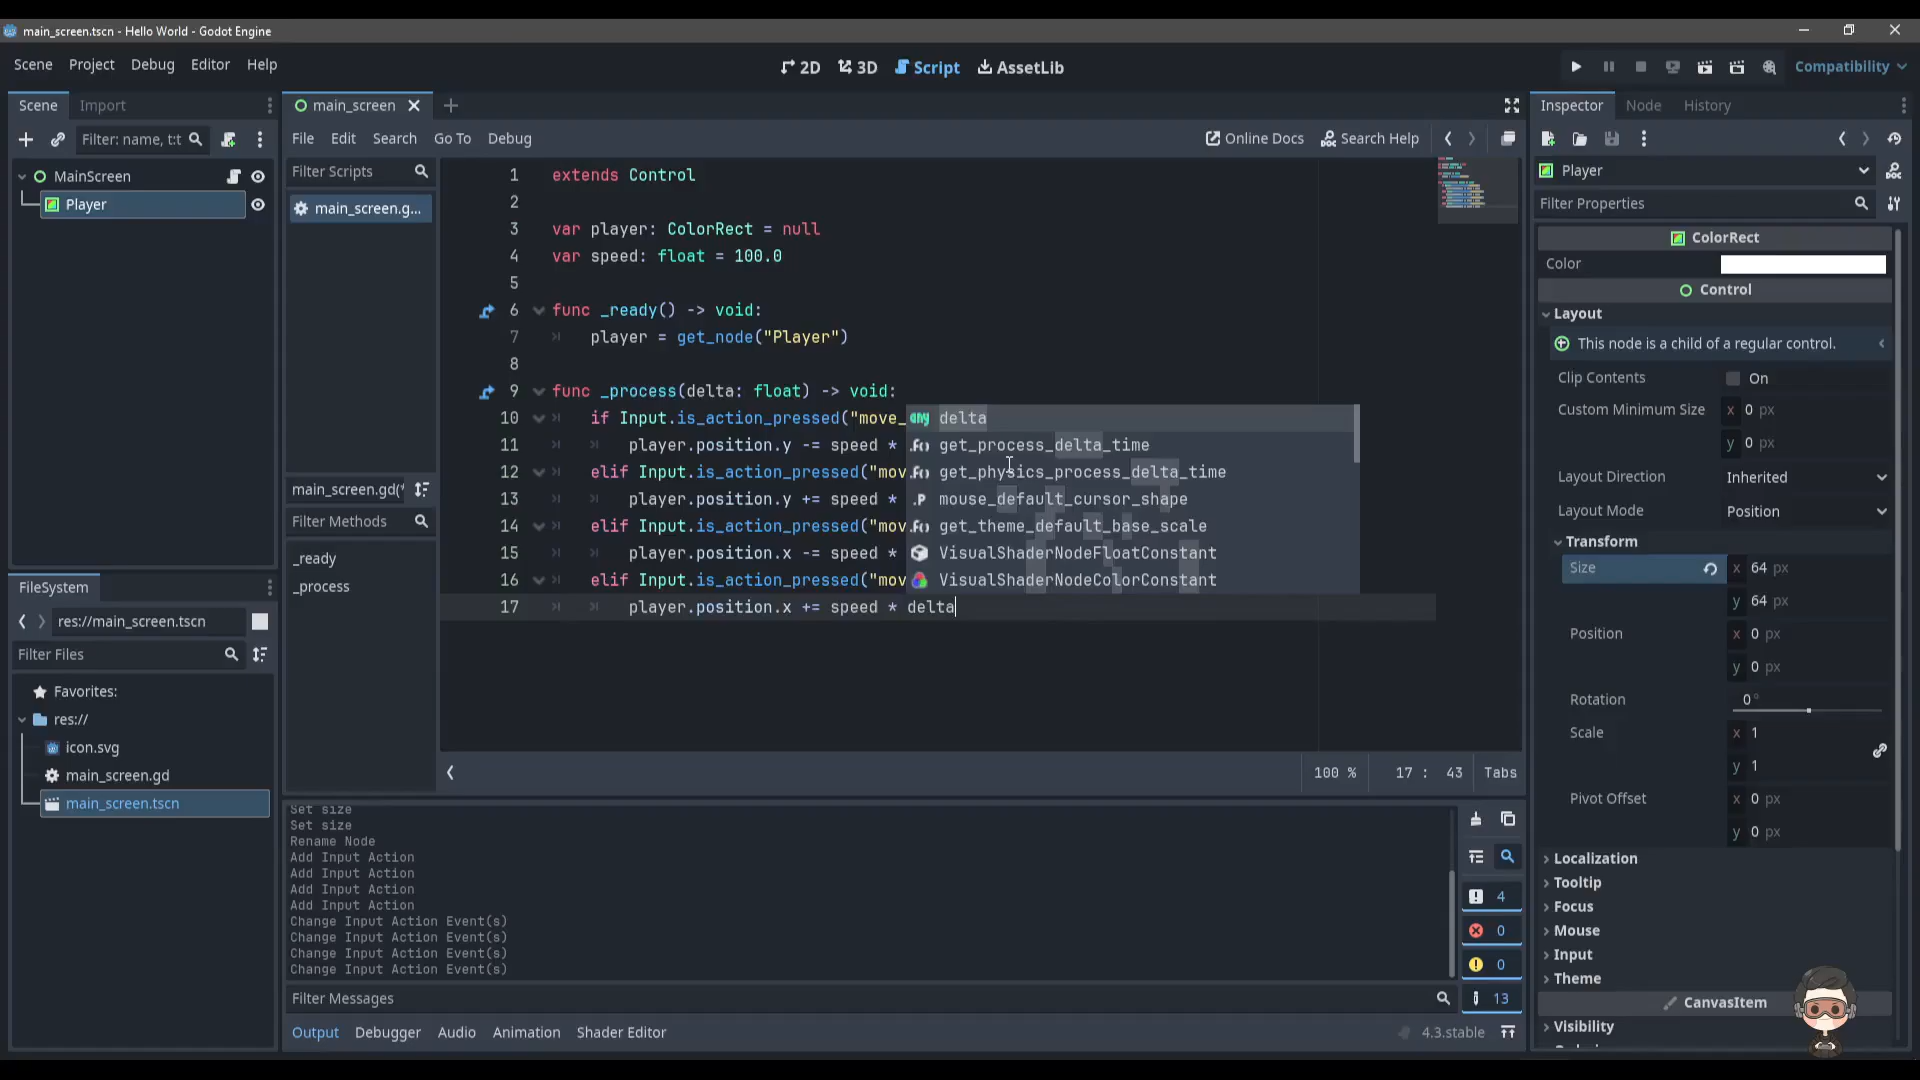 main_screen.tscn - Hello World - Godot Engine
Scene Project Debug Editor Help
2D 3D Script AssetLib
Compatibility
Scene Import
Filter: name, t:t
MainScreen
Player
FileSystem
res://main_screen.tscn
Filter Files
Favorites:
res://
icon.svg
main_screen.gd
main_screen.tscn
main_screen
File Edit Search Go To Debug
Online Docs Search Help
Filter Scripts
main_screen.g...
main_screen.gd(*
Filter Methods
_ready
_process
1 extends Control
2
3 var player: ColorRect = null
4 var speed: float = 100.0
5
6 func _ready() -> void:
7 player = get_node("Player")
8
9 func _process(delta: float) -> void:
10 if Input.is_action_pressed("move_
11 player.position.y -= speed *
12 elif Input.is_action_pressed("mov
13 player.position.y += speed *
14 elif Input.is_action_pressed("mov
15 player.position.x -= speed *
16 elif Input.is_action_pressed("mov
17 player.position.x += speed * delta
any delta
get_process_delta_time
get_physics_process_delta_time
.P mouse_default_cursor_shape
get_theme_default_base_scale
VisualShaderNodeFloatConstant
VisualShaderNodeColorConstant
100 % 17 : 43 Tabs
Set size
Set size
Rename Node
Add Input Action
Add Input Action
Add Input Action
Add Input Action
Change Input Action Event(s)
Change Input Action Event(s)
Change Input Action Event(s)
Change Input Action Event(s)
4
0
0
13
Filter Messages
Output Debugger Audio Animation Shader Editor
4.3.stable
Inspector Node History
Player
Filter Properties
ColorRect
Color
Control
Layout
This node is a child of a regular control.
Clip Contents On
Custom Minimum Size x 0 px
y 0 px
Layout Direction Inherited
Layout Mode Position
Transform
Size x 64 px
y 64 px
Position x 0 px
y 0 px
Rotation 0 °
Scale x 1
y 1
Pivot Offset x 0 px
y 0 px
Localization
Tooltip
Focus
Mouse
Input
Theme
CanvasItem
Visibility